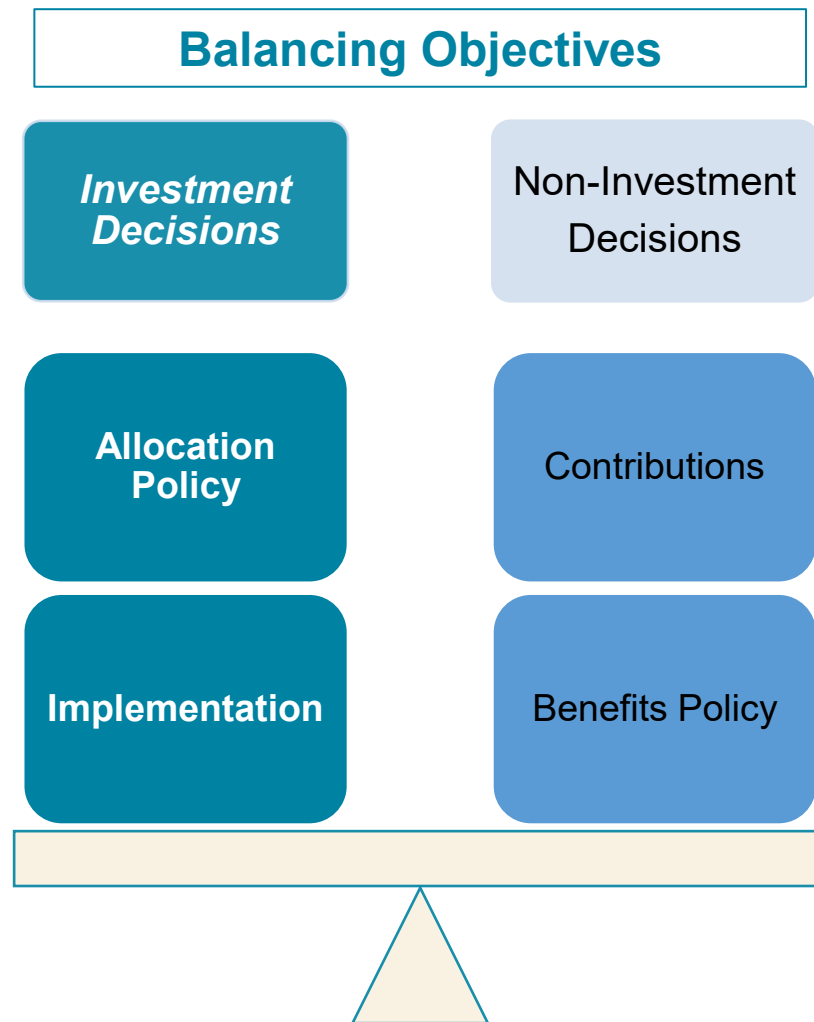 Balancing Objectives
Investment
Decisions
Non-Investment
Decisions
Allocation
Policy
Contributions
Implementation
Benefits Policy